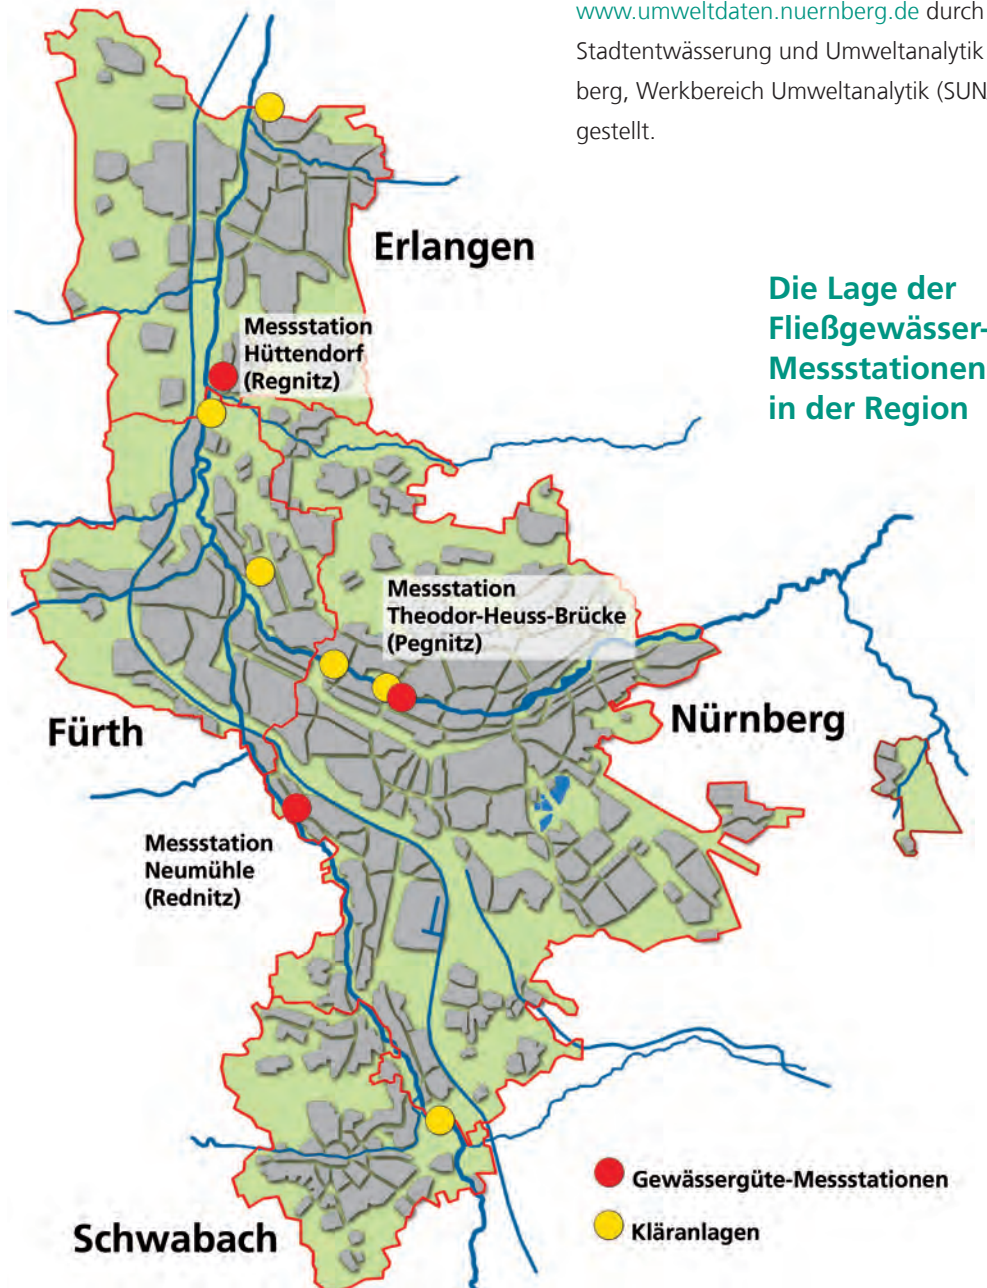 www.umweltdaten.nuernberg.de durch
Stadtentwässerung und Umweltanalytik
berg, Werkbereich Umweltanalytik (SUN
gestellt.
Erlangen
Die Lage der
Fließgewässer-
Messstationen
in der Region
Messstation
Hüttendorf
(Regnitz)
Messstation
Theodor-Heuss-Brücke
(Pegnitz)
Fürth
Nürnberg
Messstation
Neumühle
(Rednitz)
Gewässergüte-Messstationen
Kläranlagen
Schwabach